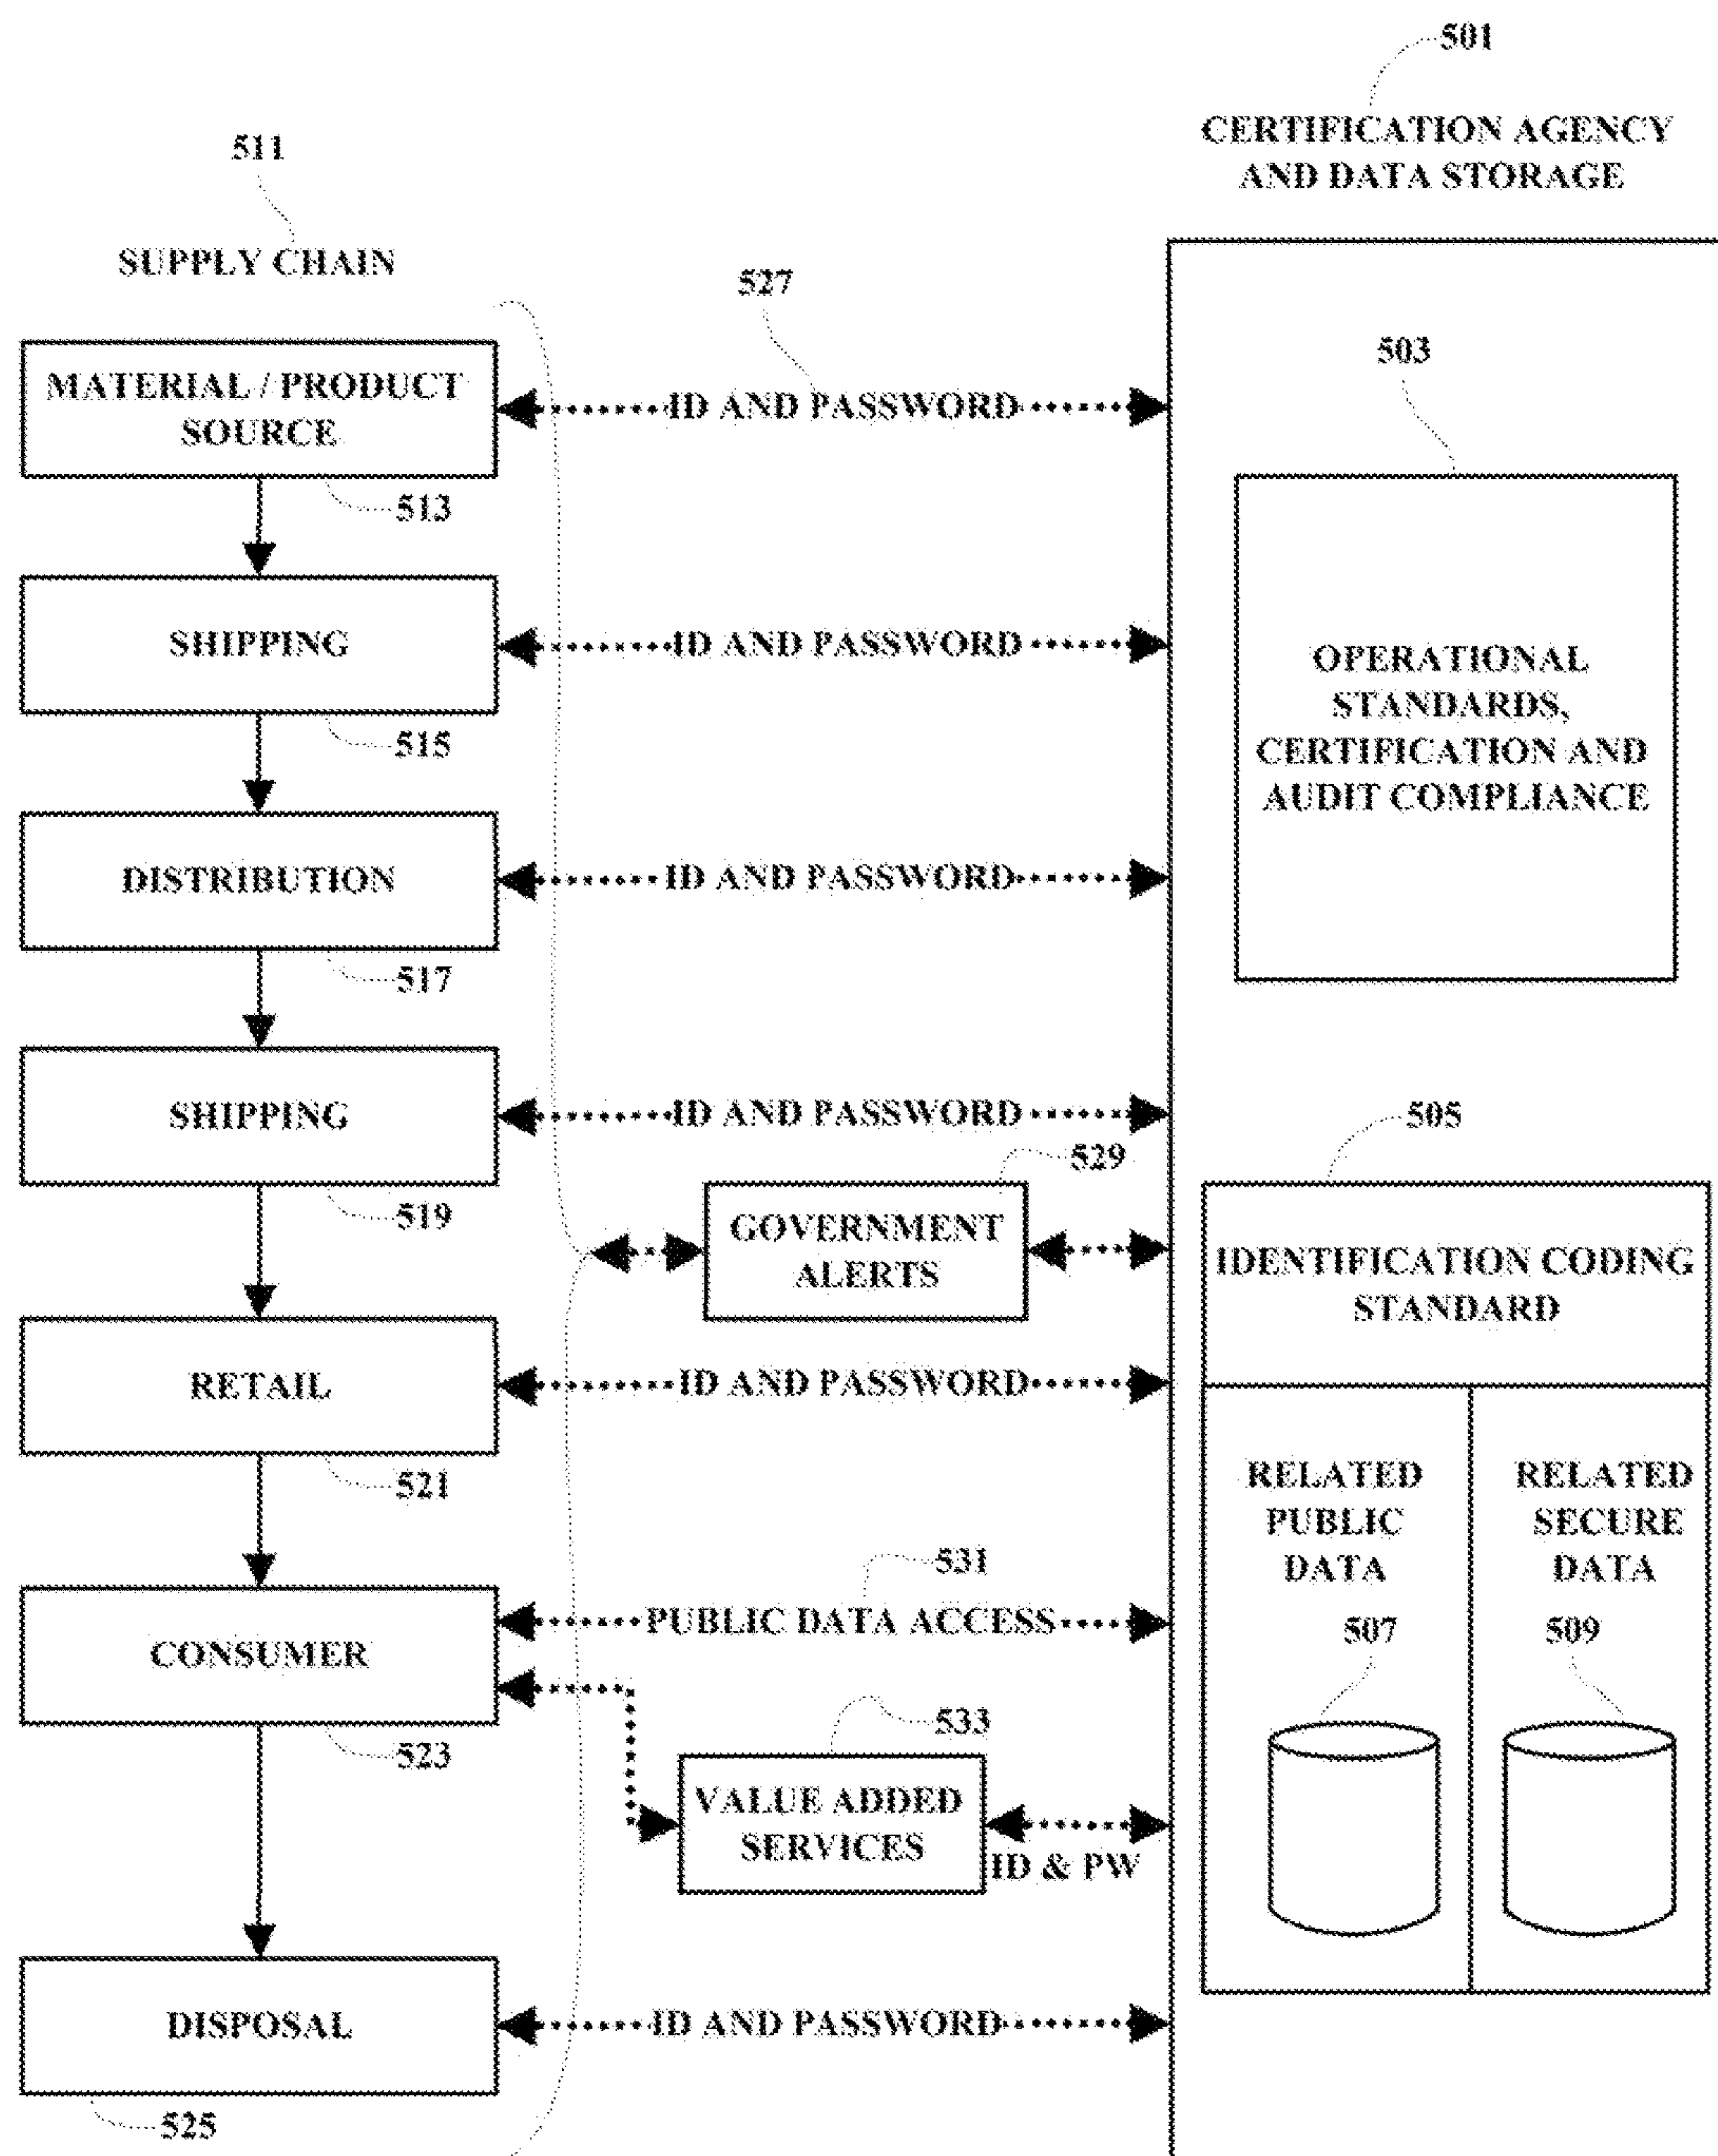 501
CERTIFICATION AGENCY
AND DATA STORAGE
511
SUPPLY CHAIN
527
503
MATERIAL / PRODUCT
SOURCE
ID AND PASSWORD
513
SHIPPING
ID AND PASSWORD
515
OPERATIONAL
STANDARDS,
CERTIFICATION AND
AUDIT COMPLIANCE
DISTRIBUTION
ID AND PASSWORD
517
SHIPPING
ID AND PASSWORD
519
529
GOVERNMENT
ALERTS
505
IDENTIFICATION CODING
STANDARD
RETAIL
ID AND PASSWORD
521
RELATED
PUBLIC
DATA
507
RELATED
SECURE
DATA
509
531
CONSUMER
PUBLIC DATA ACCESS
523
533
VALUE ADDED
SERVICES
ID & PW
DISPOSAL
ID AND PASSWORD
525